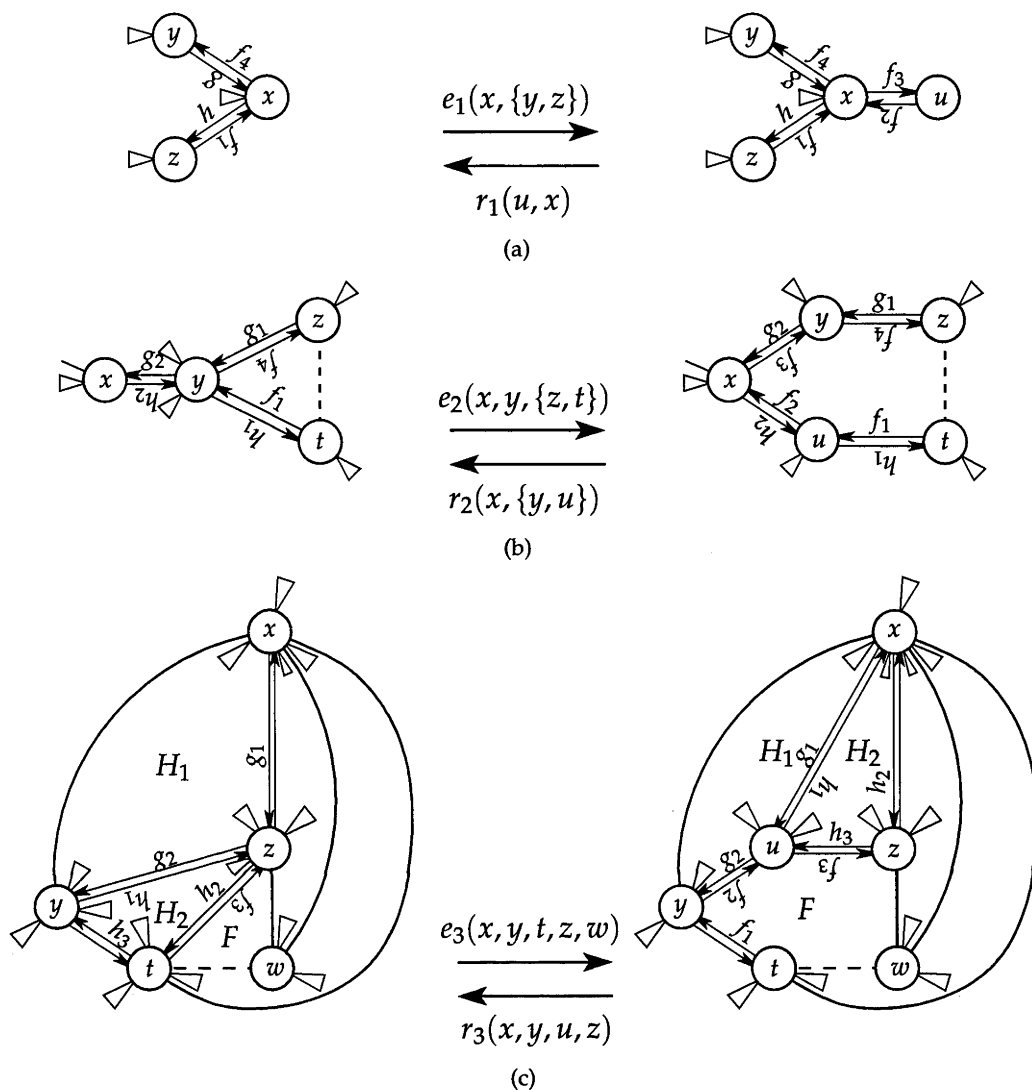 y f₄ g x h f₁ z
e₁(x, {y, z})
r₁(u, x)
y f₄ g x h f₁ z f₃ f₂ u
(a)
x g₂ h₂ y g₁ f₄ z f₁ h₁ t
e₂(x, y, {z, t})
r₂(x, {y, u})
x g₂ f₃ y g₁ f₄ z f₂ h₂ u f₁ h₁ t
(b)
x H₁ g₁ z g₂ h₁ y H₂ h₂ f₃ h₃ F t w
e₃(x, y, t, z, w)
r₃(x, y, u, z)
x H₁ g₁ h₁ H₂ h₂ u h₃ f₃ z g₂ f₂ y F f₁ t w
(c)